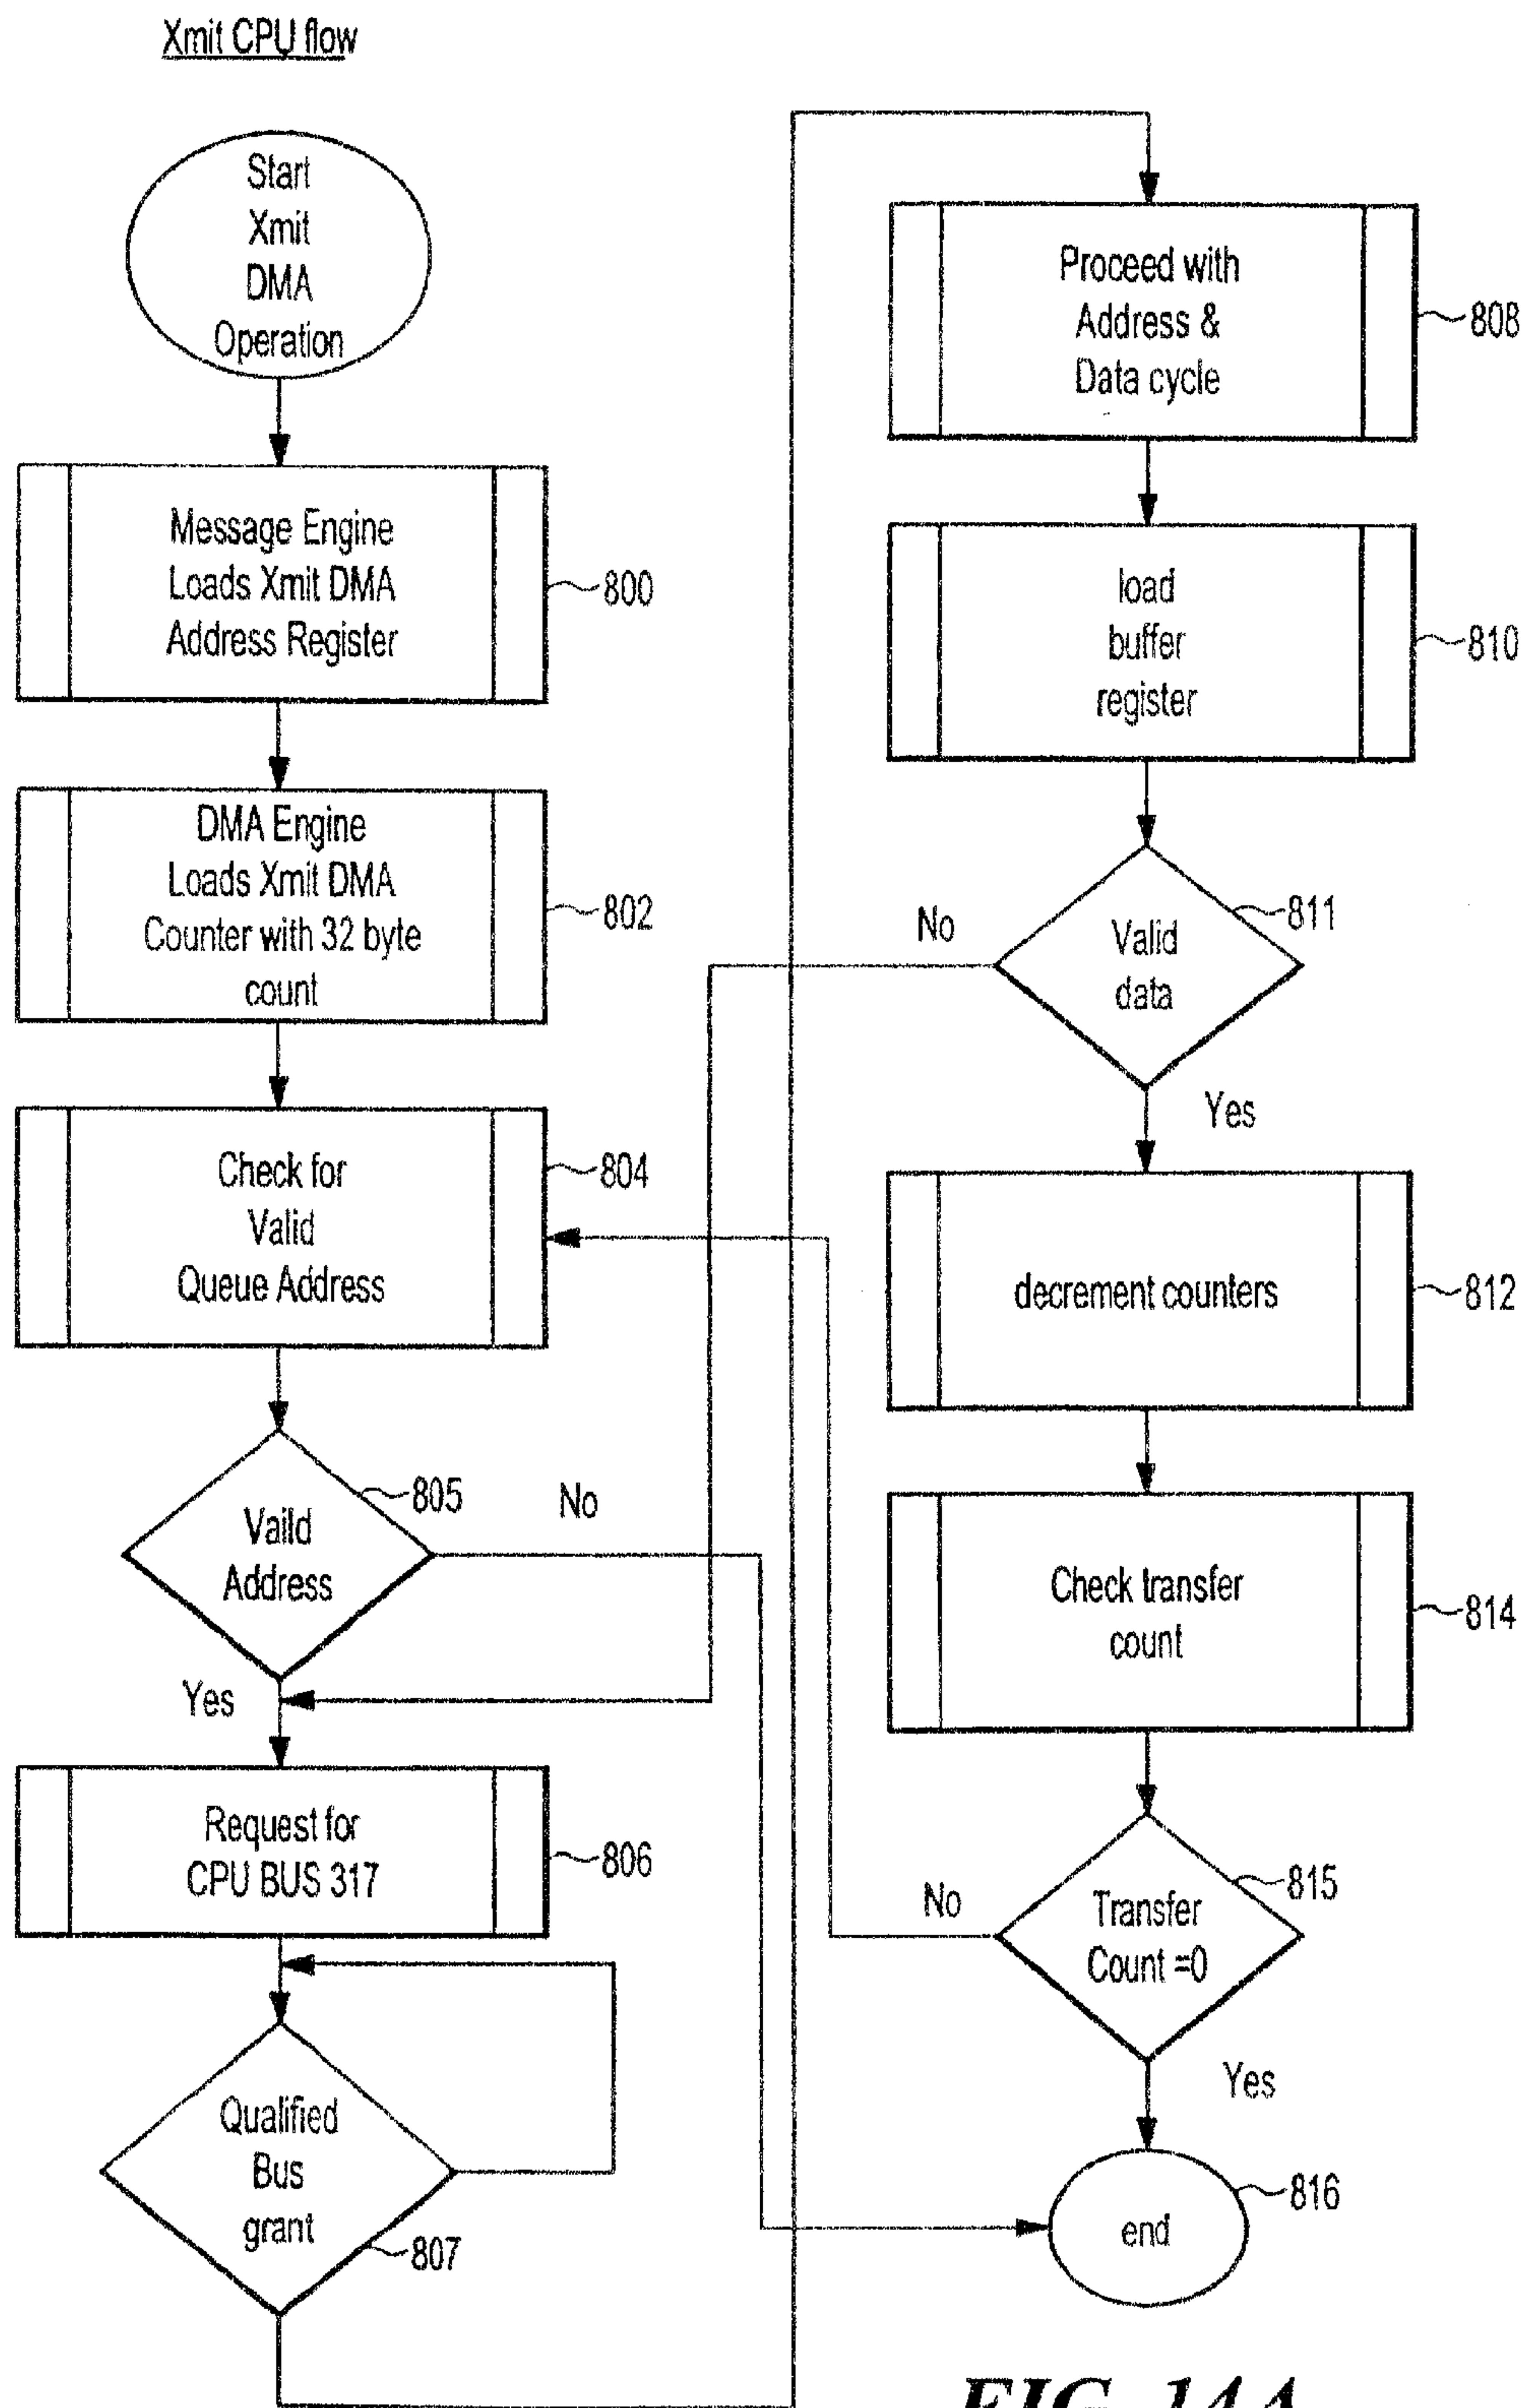 Xmit CPU flow
Start
Xmit
DMA
Operation
Message Engine
Loads Xmit DMA
Address Register
800
DMA Engine
Loads Xmit DMA
Counter with 32 byte
count
802
Check for
Valid
Queue Address
804
Vaild
Address
805
No
Yes
Request for
CPU BUS 317
806
Qualified
Bus
grant
807
Proceed with
Address &
Data cycle
808
load
buffer
register
810
Valid
data
811
No
Yes
decrement counters
812
Check transfer
count
814
Transfer
Count =0
815
No
Yes
end
816
FIG. 14A